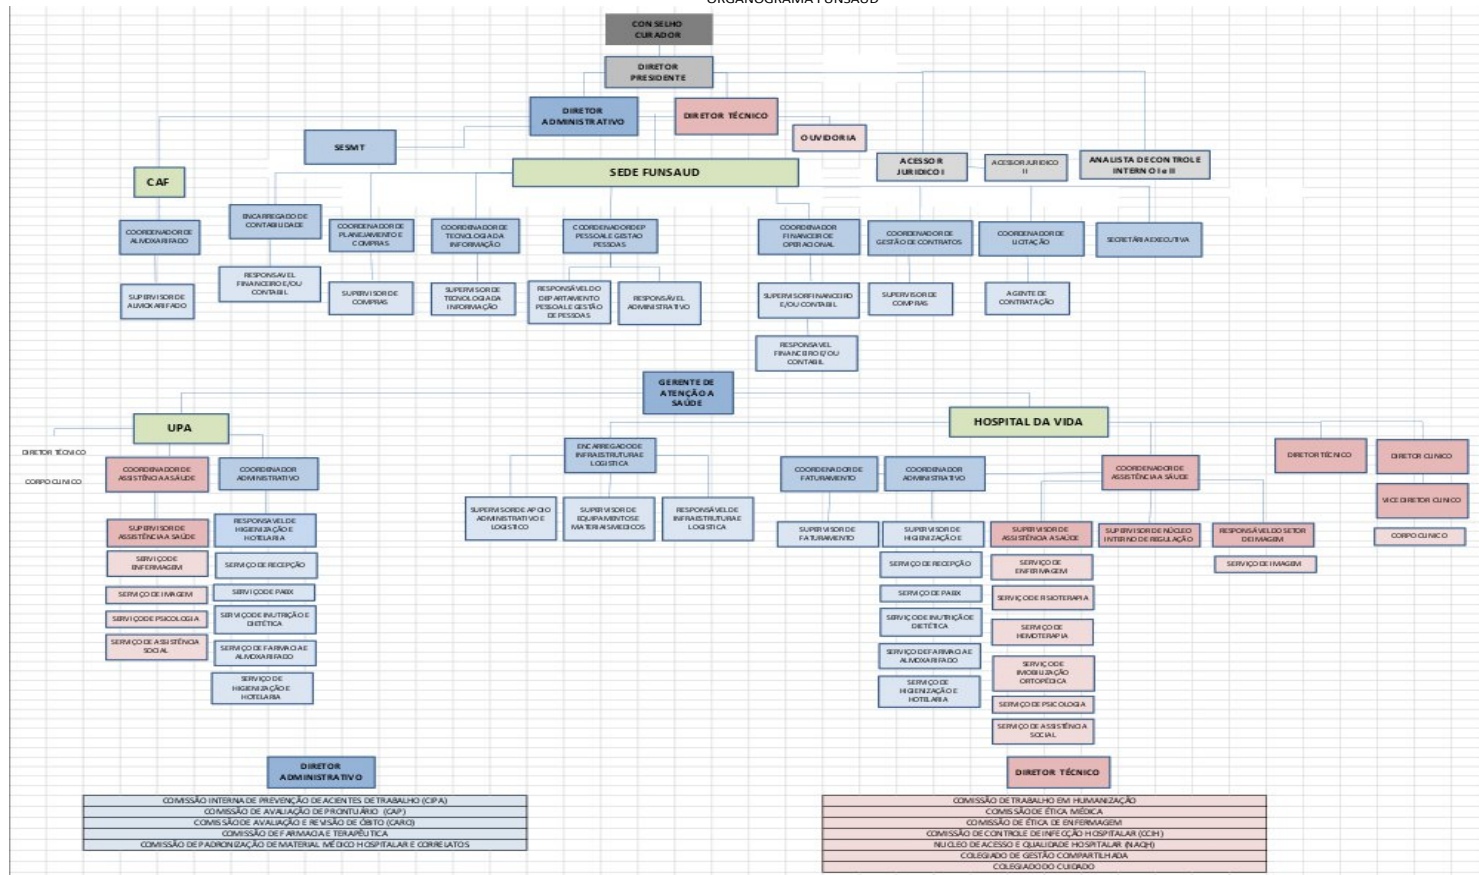 ORGANOGRAMA FUNSAUD
CONSELHO
CURADOR
DIRETOR
PRESIDENTE
DIRETOR
ADMINISTRATIVO
DIRETOR TÉCNICO
OUVIDORIA
SESMT
CAF
SEDE FUNSAUD
ACESSOR
JURIDICO I
ACESSOR JURIDICO
II
ANALISTA DE CONTROLE
INTERNO I e II
COORDENADOR DE
ALMOXARIFADO
ENCARREGADO DE
CONTABILIDADE
COORDENADOR DE
PLANEJAMENTO E
COMPRAS
COORDENADOR DE
TECNOLOGIA DA
INFORMAÇÃO
COORDENADOR DEP
PESSOAL E GESTAO
PESSOAS
COORDENADOR
FINANCEIRO E
OPERACIONAL
COORDENADOR DE
GESTÃO DE CONTRATOS
COORDENADOR DE
LICITAÇÃO
SECRETÁRIA EXECUTIVA
SUPERVISOR DE
ALMOXARIFADO
RESPONSAVEL
FINANCEIRO E/OU
CONTABIL
SUPERVISOR DE
COMPRAS
SUPERVISOR DE
TECNOLOGIA DA
INFORMAÇÃO
RESPONSÁVEL DO
DEPARTAMENTO
PESSOAL E GESTÃO
DE PESSOAS
RESPONSÁVEL
ADMINISTRATIVO
SUPERVISOR FINANCEIRO
E/OU CONTABIL
SUPERVISOR DE
COMPRAS
AGENTE DE
CONTRATAÇÃO
RESPONSAVEL
FINANCEIRO E/OU
CONTABIL
GERENTE DE
ATENÇÃO A
SAÚDE
UPA
HOSPITAL DA VIDA
DIRETOR TÉCNICO
CORPO CLINICO
COORDENADOR DE
ASSISTÊNCIA A SAÚDE
COORDENADOR
ADMINISTRATIVO
ENCARREGADO DE
INFRAESTRUTURA E
LOGISTICA
COORDENADOR DE
FATURAMENTO
COORDENADOR
ADMINISTRATIVO
COORDENADOR DE
ASSISTÊNCIA A SAÚDE
DIRETOR TÉCNICO
DIRETOR CLINICO
VICE DIRETOR CLINICO
CORPO CLINICO
SUPERVISOR DE
ASSISTÊNCIA A SAÚDE
RESPONSAVEL DE
HIGIENIZAÇÃO E
HOTELARIA
SUPERVISOR DE APOIO
ADMINISTRATIVO E
LOGISTICO
SUPERVISOR DE
EQUIPAMENTOS E
MATERIAIS MEDICOS
RESPONSÁVEL DE
INFRAESTRUTURA E
LOGISTICA
SUPERVISOR DE
FATURAMENTO
SUPERVISOR DE
HIGIENIZAÇÃO E
SUPERVISOR DE
ASSISTÊNCIA A SAUDE
SUPERVISOR DE NÚCLEO
INTERNO DE REGULAÇÃO
RESPONSÁVEL DO SETOR
DE IMAGEM
SERVIÇO DE
ENFERMAGEM
SERVIÇO DE IMAGEM
SERVIÇO DE PSICOLOGIA
SERVIÇO DE ASSISTÊNCIA
SOCIAL
SERVIÇO DE RECEPÇÃO
SERVIÇO DE PABX
SERVIÇO DE NUTRIÇÃO E
DIETÉTICA
SERVIÇO DE FARMACIA E
ALMOXARIFADO
SERVIÇO DE
HIGIENIZAÇÃO E
HOTELARIA
SERVIÇO DE RECEPÇÃO
SERVIÇO DE PABX
SERVIÇO DE NUTRIÇÃO E
DIETÉTICA
SERVIÇO DE FARMACIA E
ALMOXARIFADO
SERVIÇO DE
HIGIENIZAÇÃO E
HOTELARIA
SERVIÇO DE
ENFERMAGEM
SERVIÇO DE FISIOTERAPIA
SERVIÇO DE
HEMOTERAPIA
SERVIÇO DE
IMOBILIZAÇÃO
ORTOPÉDICA
SERVIÇO DE PSICOLOGIA
SERVIÇO DE ASSISTÊNCIA
SOCIAL
SERVIÇO DE IMAGEM
DIRETOR
ADMINISTRATIVO
COMISSÃO INTERNA DE PREVENÇÃO DE ACIENTES DE TRABALHO (CIPA)
COMISSÃO DE AVALIAÇÃO DE PRONTUÁRIO (CAP)
COMISSÃO DE AVALIAÇÃO E REVISÃO DE ÓBITO (CARO)
COMISSÃO DE FARMACIA E TERAPÊUTICA
COMISSÃO DE PADRONIZAÇÃO DE MATERIAL MÉDICO HOSPITALAR E CORRELATOS
DIRETOR TÉCNICO
COMISSÃO DE TRABALHO EM HUMANIZAÇÃO
COMISSÃO DE ÉTICA MÉDICA
COMISSÃO DE ÉTICA DE ENFERMAGEM
COMISSÃO DE CONTROLE DE INFECÇÃO HOSPITALAR (CCIH)
NUCLEO DE ACESSO E QUALIDADE HOSPITALAR (NAQH)
COLEGIADO DE GESTÃO COMPARTILHADA
COLEGIADO DO CUIDADO